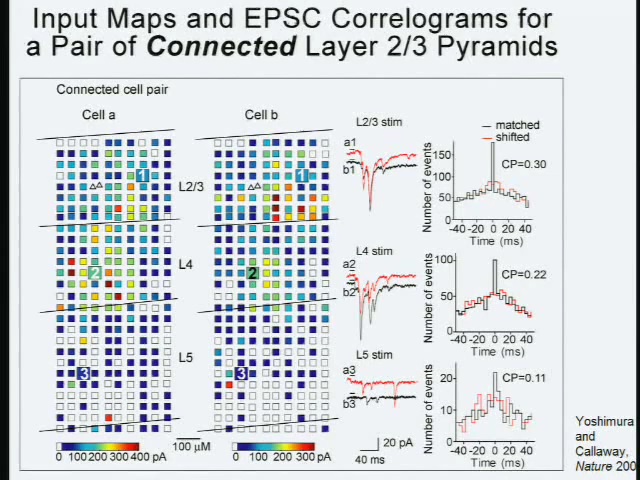 Input Maps and EPSC Correlograms for
a Pair of Connected Layer 2/3 Pyramids
Connected cell pair
Cell a
Cell b
L2/3 stim
matched
shifted
a1
b1
1
1
L2/3
CP=0.30
Number of events
150
100
50
0
-40 -20 0 20 40
Time (ms)
L4 stim
a2
b2
2
2
L4
CP=0.22
Number of events
100
50
0
-40 -20 0 20 40
Time (ms)
L5 stim
a3
b3
3
3
L5
CP=0.11
Number of events
20
10
0
-40 -20 0 20 40
Time (ms)
0 100 200 300 400 pA
100 µM
0 100 200 300 pA
20 pA
40 ms
Yoshimura
and
Callaway,
Nature 200